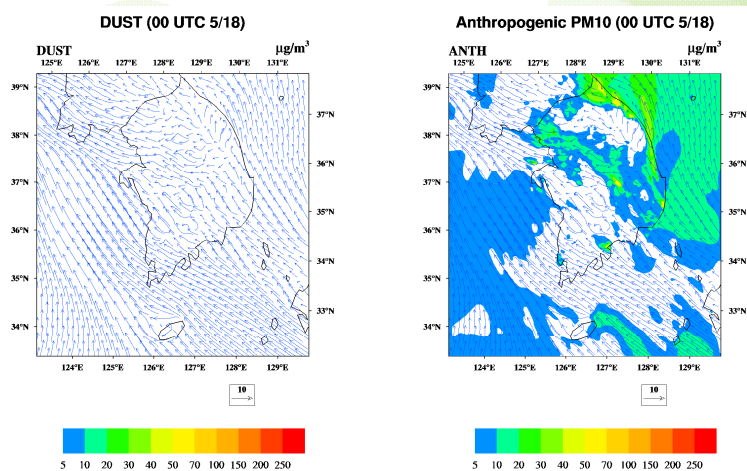 DUST (00 UTC 5/18)
DUST
μg/m³
125°E 126°E 127°E 128°E 129°E 130°E 131°E
39°N
38°N
37°N
36°N
35°N
34°N
37°N
36°N
35°N
34°N
33°N
124°E 125°E 126°E 127°E 128°E 129°E
10
5 10 20 30 40 50 70 100 150 200 250
Anthropogenic PM10 (00 UTC 5/18)
ANTH
μg/m³
125°E 126°E 127°E 128°E 129°E 130°E 131°E
39°N
38°N
37°N
36°N
35°N
34°N
37°N
36°N
35°N
34°N
33°N
124°E 125°E 126°E 127°E 128°E 129°E
10
5 10 20 30 40 50 70 100 150 200 250